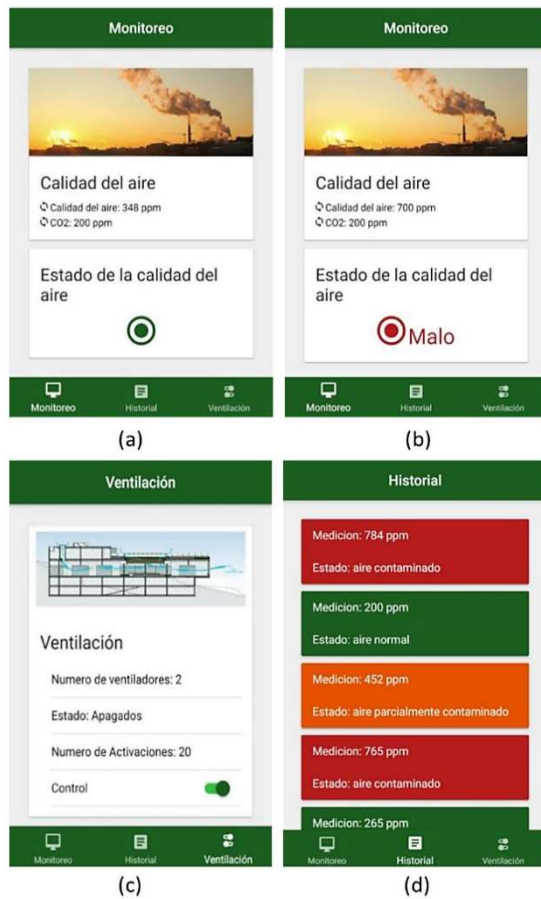 Monitoreo
Calidad del aire
Calidad del aire: 348 ppm
CO2: 200 ppm
Estado de la calidad del
aire
Monitoreo
Historial
Ventilación
(a)
Monitoreo
Calidad del aire
Calidad del aire: 700 ppm
CO2: 200 ppm
Estado de la calidad del
aire
Malo
Monitoreo
Historial
Ventilación
(b)
Ventilación
Ventilación
Numero de ventiladores: 2
Estado: Apagados
Numero de Activaciones: 20
Control
Monitoreo
Historial
Ventilación
(c)
Historial
Medicion: 784 ppm
Estado: aire contaminado
Medicion: 200 ppm
Estado: aire normal
Medicion: 452 ppm
Estado: aire parcialmente contaminado
Medicion: 765 ppm
Estado: aire contaminado
Medicion: 265 ppm
Monitoreo
Historial
Ventilación
(d)